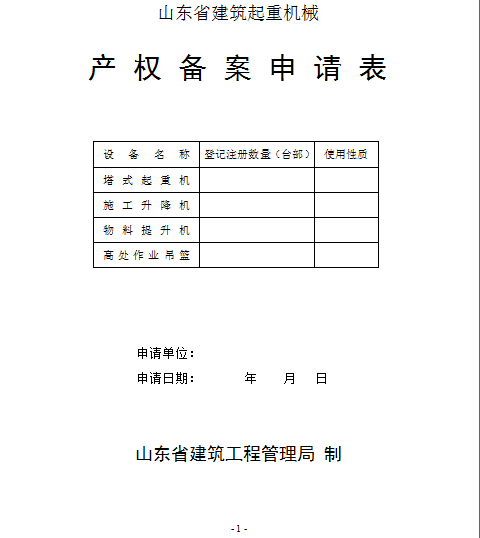 山东省建筑起重机械
产权备案申请表
设备名称 登记注册数量（台部） 使用性质
塔式起重机
施工升降机
物料提升机
高处作业吊篮
申请单位：
申请日期： 年 月 日
山东省建筑工程管理局 制
- 1 -